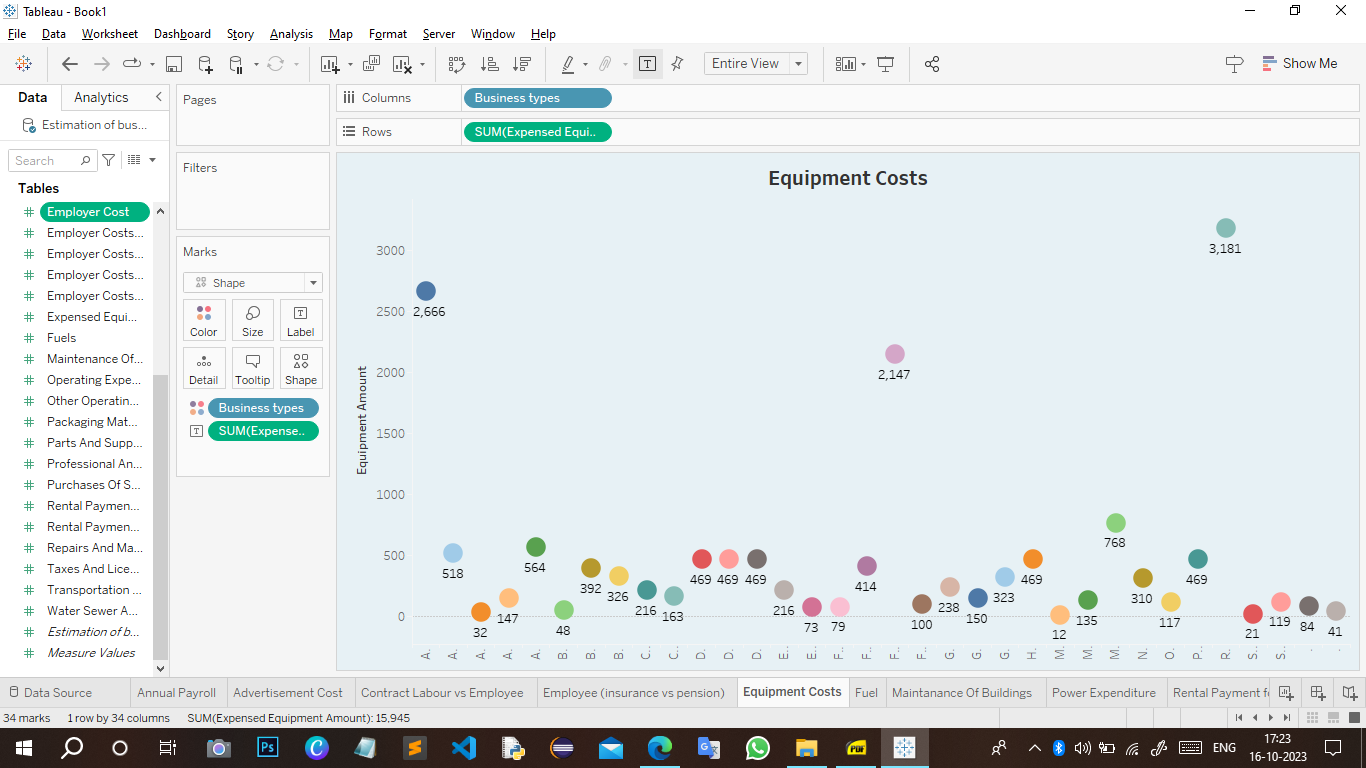 Tableau - Book1
File Data Worksheet Dashboard Story Analysis Map Format Server Window Help
Entire View
Show Me
Data Analytics
Estimation of bus...
Search
Tables
Employer Cost
Employer Costs...
Employer Costs...
Employer Costs...
Employer Costs...
Expensed Equi...
Fuels
Maintenance Of...
Operating Expe...
Other Operatin...
Packaging Mat...
Parts And Supp...
Professional An...
Purchases Of S...
Rental Paymen...
Rental Paymen...
Repairs And Ma...
Taxes And Lice...
Transportation ...
Water Sewer A...
Estimation of b...
Measure Values
Pages
Filters
Marks
Shape
Color Size Label
Detail Tooltip Shape
Business types
SUM(Expense..
Columns Business types
Rows SUM(Expensed Equi..
Equipment Costs
Equipment Amount
3000
2500
2000
1500
1000
500
0
2,666
518
32
147
564
48
392
326
216
163
469
469
469
216
73
79
414
2,147
100
238
150
323
469
12
135
768
310
117
469
3,181
21
119
84
41
A.. A.. A.. A.. A.. B.. B.. B.. C.. C.. D.. D.. D.. E.. E.. F.. F.. F.. F.. G.. G.. G.. H.. M.. M.. M.. N.. O.. P.. R.. S.. S..
Data Source Annual Payroll Advertisement Cost Contract Labour vs Employee Employee (insurance vs pension) Equipment Costs Fuel Maintanance Of Buildings Power Expenditure Rental Payment fo
34 marks 1 row by 34 columns SUM(Expensed Equipment Amount): 15,945
Ps
PDF
ENG
17:23
16-10-2023